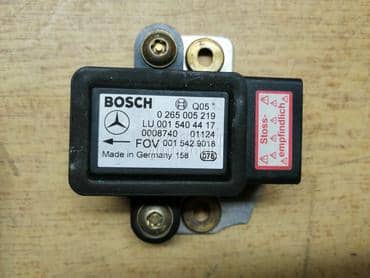 BOSCH Q05 *
0 265 005 219
LU 001 540 44 17
0008740 01124
FOV 001 542 9018
Made in Germany 158 076
Stoss-
empfindlich